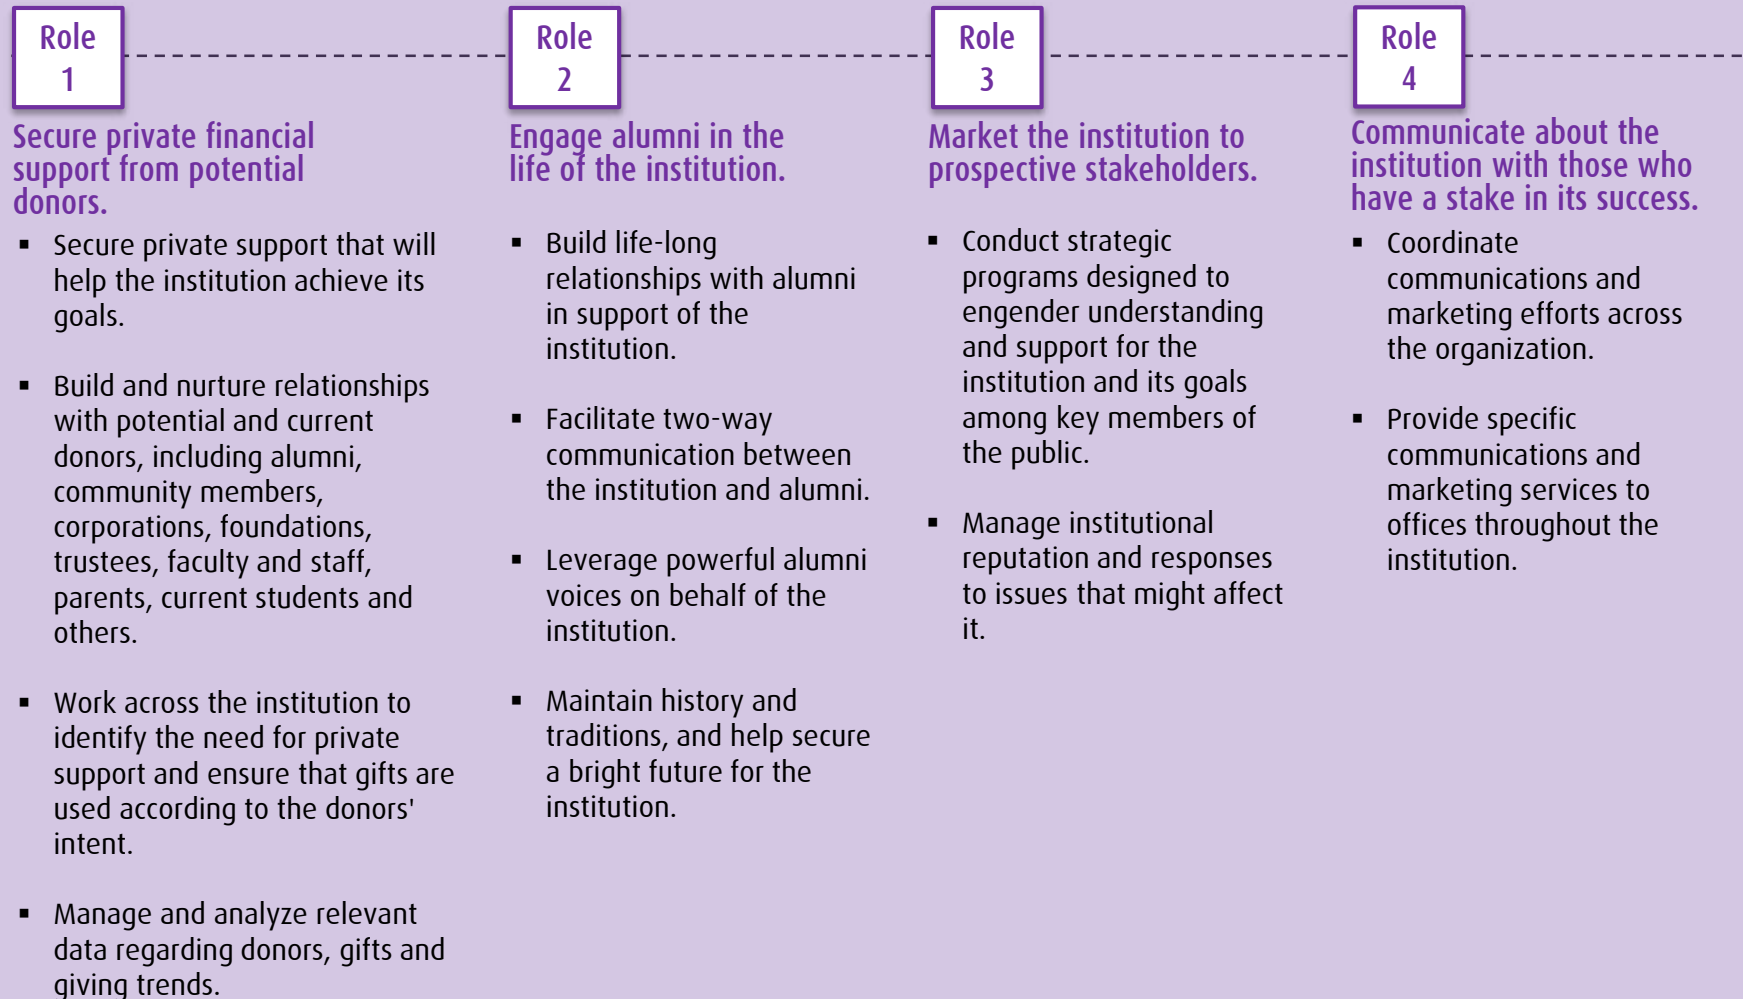 Role
1
Secure private financial
support from potential
donors.
▪ Secure private support that will
help the institution achieve its
goals.
▪ Build and nurture relationships
with potential and current
donors, including alumni,
community members,
corporations, foundations,
trustees, faculty and staff,
parents, current students and
others.
▪ Work across the institution to
identify the need for private
support and ensure that gifts are
used according to the donors'
intent.
▪ Manage and analyze relevant
data regarding donors, gifts and
giving trends.
Role
2
Engage alumni in the
life of the institution.
▪ Build life-long
relationships with alumni
in support of the
institution.
▪ Facilitate two-way
communication between
the institution and alumni.
▪ Leverage powerful alumni
voices on behalf of the
institution.
▪ Maintain history and
traditions, and help secure
a bright future for the
institution.
Role
3
Market the institution to
prospective stakeholders.
▪ Conduct strategic
programs designed to
engender understanding
and support for the
institution and its goals
among key members of
the public.
▪ Manage institutional
reputation and responses
to issues that might affect
it.
Role
4
Communicate about the
institution with those who
have a stake in its success.
▪ Coordinate
communications and
marketing efforts across
the organization.
▪ Provide specific
communications and
marketing services to
offices throughout the
institution.